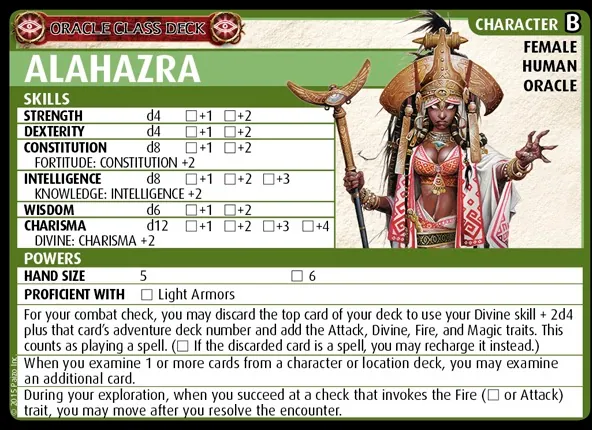 ORACLE CLASS DECK
CHARACTER B
ALAHAZRA
FEMALE
HUMAN
ORACLE
SKILLS
STRENGTH d4 □ +1 □ +2
DEXTERITY d4 □ +1 □ +2
CONSTITUTION d8 □ +1 □ +2
FORTITUDE: CONSTITUTION +2
INTELLIGENCE d8 □ +1 □ +2 □ +3
KNOWLEDGE: INTELLIGENCE +2
WISDOM d6 □ +1 □ +2
CHARISMA d12 □ +1 □ +2 □ +3 □ +4
DIVINE: CHARISMA +2
POWERS
HAND SIZE 5 □ 6
PROFICIENT WITH □ Light Armors
For your combat check, you may discard the top card of your deck to use your Divine skill + 2d4
plus that card's adventure deck number and add the Attack, Divine, Fire, and Magic traits. This
counts as playing a spell. (□ If the discarded card is a spell, you may recharge it instead.)
When you examine 1 or more cards from a character or location deck, you may examine
an additional card.
During your exploration, when you succeed at a check that invokes the Fire (□ or Attack)
trait, you may move after you resolve the encounter.
© 2015 Paizo Inc.